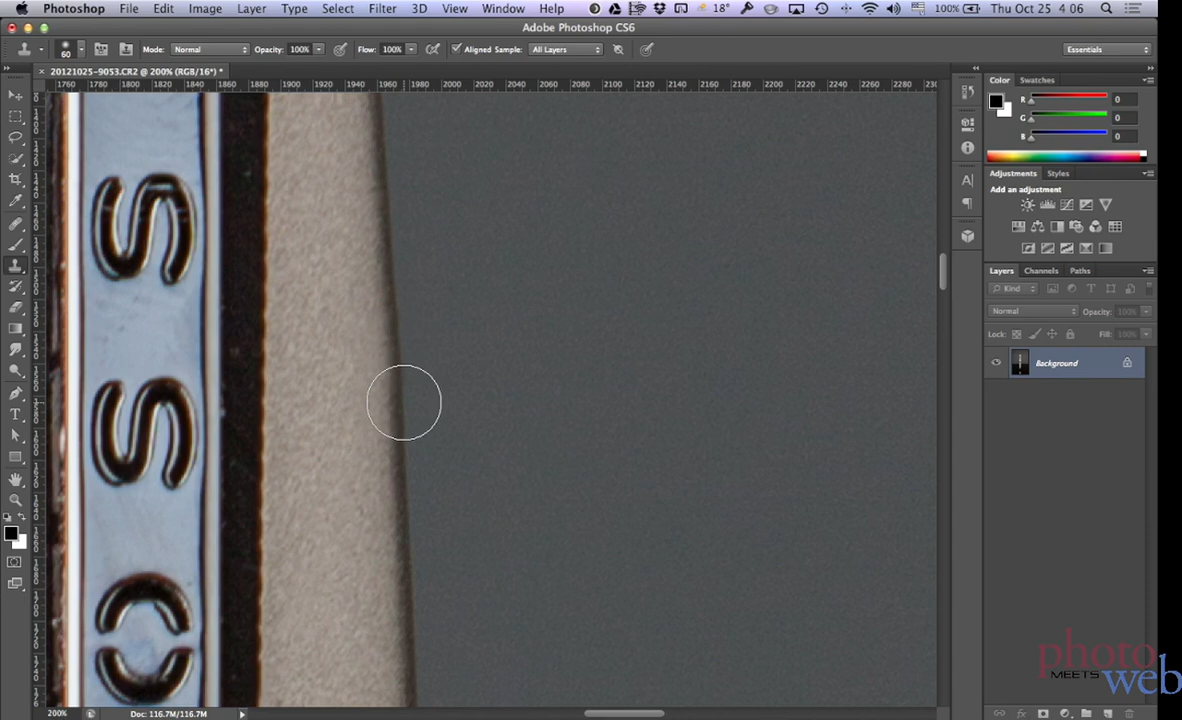 Photoshop File Edit Image Layer Type Select Filter 3D View Window Help 18° 100% Thu Oct 25 4 06
Adobe Photoshop CS6
60 Mode: Normal Opacity: 100% Flow: 100% Aligned Sample: All Layers Essentials
× 20121025-9053.CR2 @ 200% (RGB/16*) *
1760 1780 1800 1820 1840 1860 1880 1900 1920 1940 1960 1980 2000 2020 2040 2060 2080 2100 2120 2140 2160 2180 2200 2220 2240 2260 2280
Color Swatches
R 0
G 0
B 0
Adjustments Styles
Add an adjustment
Layers Channels Paths
Kind
Normal Opacity: 100%
Lock: Fill: 100%
Background
S
S
photo
MEETS
web
200% Doc: 116.7M/116.7M